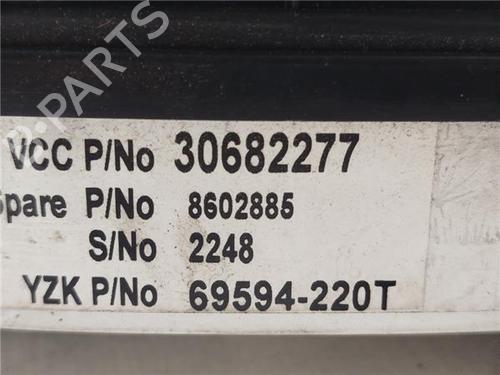 B-PARTS
VCC P/No 30682277
Spare P/No 8602885
S/No 2248
YZK P/No 69594-220T